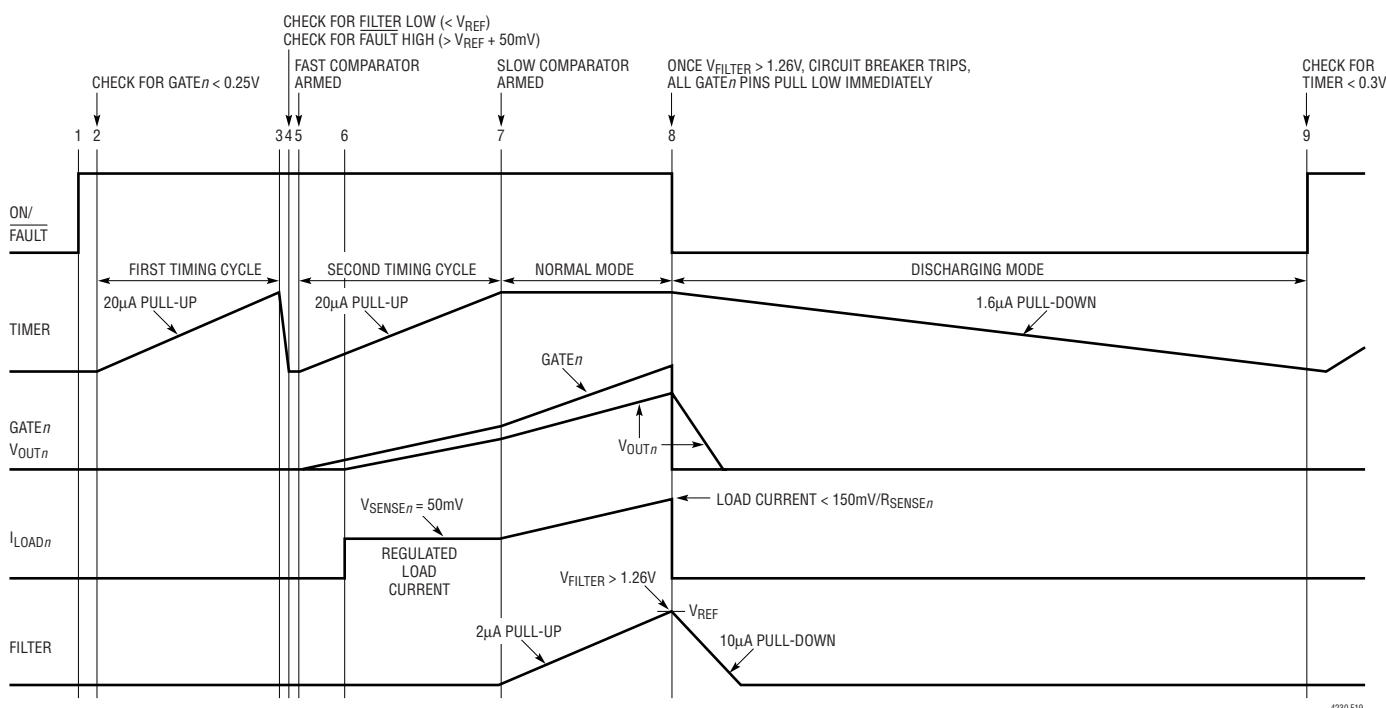 CHECK FOR FILTER LOW (< VREF)
CHECK FOR FAULT HIGH (> VREF + 50mV)
CHECK FOR GATEn < 0.25V
FAST COMPARATOR
ARMED
SLOW COMPARATOR
ARMED
ONCE VFILTER > 1.26V, CIRCUIT BREAKER TRIPS,
ALL GATEn PINS PULL LOW IMMEDIATELY
CHECK FOR
TIMER < 0.3V
1 2 3 4 5 6 7 8 9
ON/
FAULT
FIRST TIMING CYCLE
SECOND TIMING CYCLE
NORMAL MODE
DISCHARGING MODE
20µA PULL-UP
20µA PULL-UP
1.6µA PULL-DOWN
TIMER
GATEn
GATEn
VOUTn
VOUTn
VSENSEn = 50mV
LOAD CURRENT < 150mV/RSENSEn
ILOADn
REGULATED
LOAD
CURRENT
VFILTER > 1.26V
VREF
2µA PULL-UP
10µA PULL-DOWN
FILTER
4230 F19